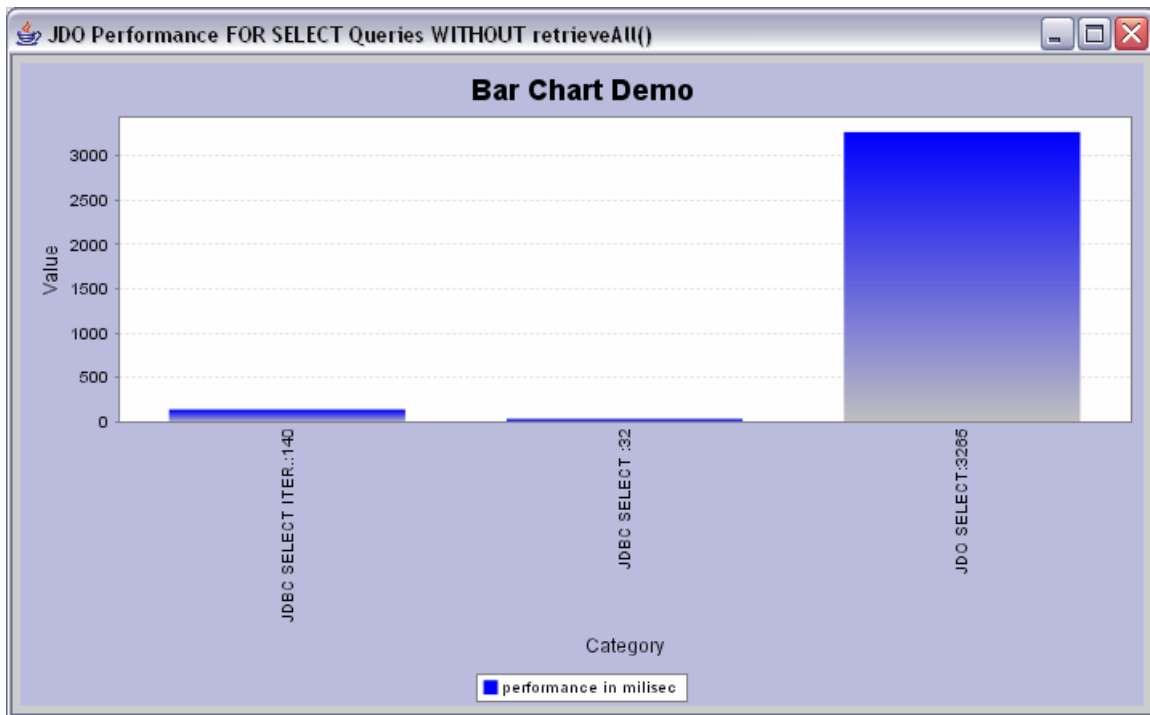 JDO Performance FOR SELECT Queries WITHOUT retrieveAll()
Bar Chart Demo
Value
3000
2500
2000
1500
1000
500
0
JDBC SELECT ITER.:140
JDBC SELECT :32
JDO SELECT:3265
Category
performance in milisec